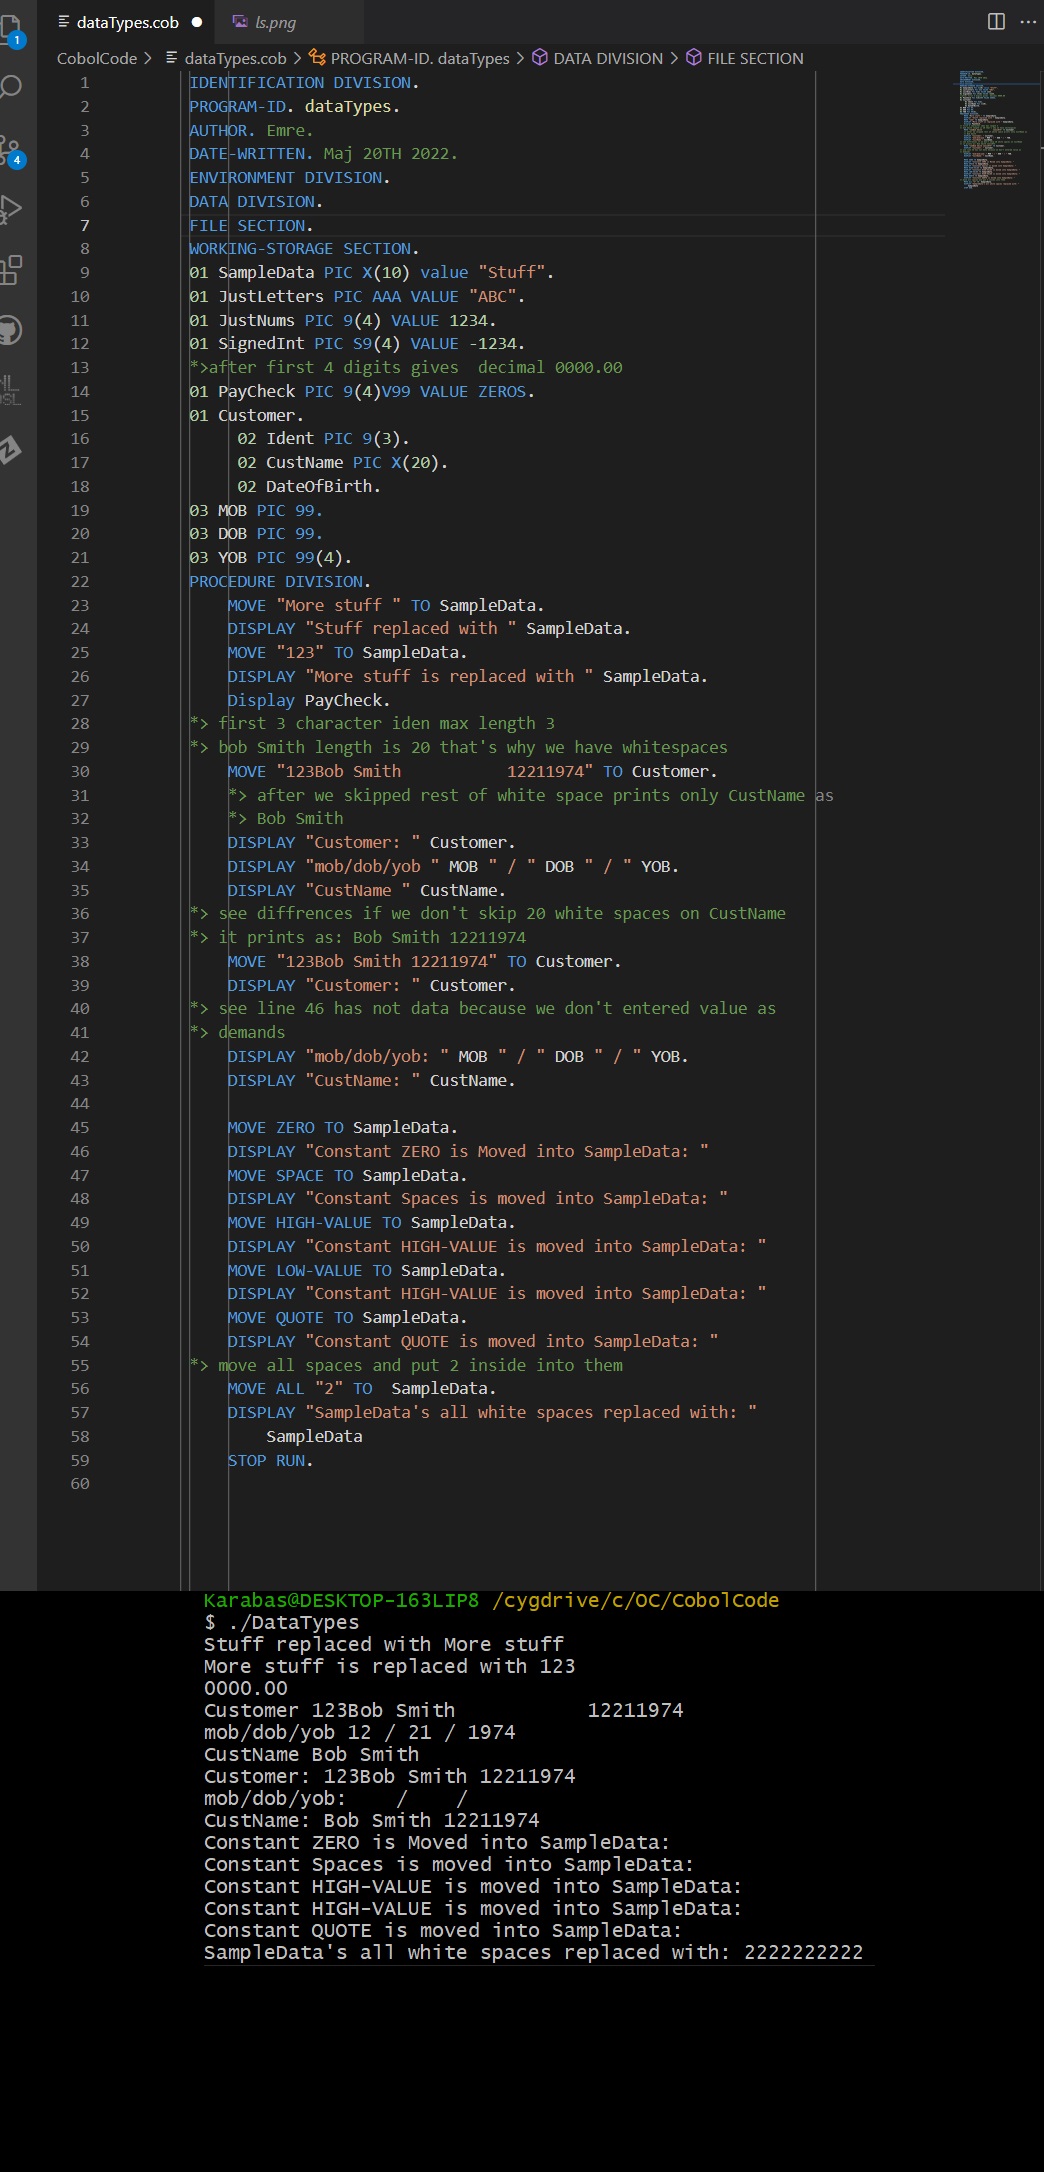 dataTypes.cob
ls.png
CobolCode > dataTypes.cob > PROGRAM-ID. dataTypes > DATA DIVISION > FILE SECTION
1
4
1 IDENTIFICATION DIVISION.
2 PROGRAM-ID. dataTypes.
3 AUTHOR. Emre.
4 DATE-WRITTEN. Maj 20TH 2022.
5 ENVIRONMENT DIVISION.
6 DATA DIVISION.
7 FILE SECTION.
8 WORKING-STORAGE SECTION.
9 01 SampleData PIC X(10) value "Stuff".
10 01 JustLetters PIC AAA VALUE "ABC".
11 01 JustNums PIC 9(4) VALUE 1234.
12 01 SignedInt PIC S9(4) VALUE -1234.
13 *>after first 4 digits gives  decimal 0000.00
14 01 PayCheck PIC 9(4)V99 VALUE ZEROS.
15 01 Customer.
16      02 Ident PIC 9(3).
17      02 CustName PIC X(20).
18      02 DateOfBirth.
19 03 MOB PIC 99.
20 03 DOB PIC 99.
21 03 YOB PIC 99(4).
22 PROCEDURE DIVISION.
23     MOVE "More stuff " TO SampleData.
24     DISPLAY "Stuff replaced with " SampleData.
25     MOVE "123" TO SampleData.
26     DISPLAY "More stuff is replaced with " SampleData.
27     Display PayCheck.
28 *> first 3 character iden max length 3
29 *> bob Smith length is 20 that's why we have whitespaces
30     MOVE "123Bob Smith           12211974" TO Customer.
31     *> after we skipped rest of white space prints only CustName as
32     *> Bob Smith
33     DISPLAY "Customer: " Customer.
34     DISPLAY "mob/dob/yob " MOB " / " DOB " / " YOB.
35     DISPLAY "CustName " CustName.
36 *> see diffrences if we don't skip 20 white spaces on CustName
37 *> it prints as: Bob Smith 12211974
38     MOVE "123Bob Smith 12211974" TO Customer.
39     DISPLAY "Customer: " Customer.
40 *> see line 46 has not data because we don't entered value as
41 *> demands
42     DISPLAY "mob/dob/yob: " MOB " / " DOB " / " YOB.
43     DISPLAY "CustName: " CustName.
44
45     MOVE ZERO TO SampleData.
46     DISPLAY "Constant ZERO is Moved into SampleData: "
47     MOVE SPACE TO SampleData.
48     DISPLAY "Constant Spaces is moved into SampleData: "
49     MOVE HIGH-VALUE TO SampleData.
50     DISPLAY "Constant HIGH-VALUE is moved into SampleData: "
51     MOVE LOW-VALUE TO SampleData.
52     DISPLAY "Constant HIGH-VALUE is moved into SampleData: "
53     MOVE QUOTE TO SampleData.
54     DISPLAY "Constant QUOTE is moved into SampleData: "
55 *> move all spaces and put 2 inside into them
56     MOVE ALL "2" TO  SampleData.
57     DISPLAY "SampleData's all white spaces replaced with: "
58         SampleData
59     STOP RUN.
60
Karabas@DESKTOP-163LIP8 /cygdrive/c/OC/CobolCode
$ ./DataTypes
Stuff replaced with More stuff
More stuff is replaced with 123
0000.00
Customer 123Bob Smith           12211974
mob/dob/yob 12 / 21 / 1974
CustName Bob Smith
Customer: 123Bob Smith 12211974
mob/dob/yob:    /    /
CustName: Bob Smith 12211974
Constant ZERO is Moved into SampleData:
Constant Spaces is moved into SampleData:
Constant HIGH-VALUE is moved into SampleData:
Constant HIGH-VALUE is moved into SampleData:
Constant QUOTE is moved into SampleData:
SampleData's all white spaces replaced with: 2222222222